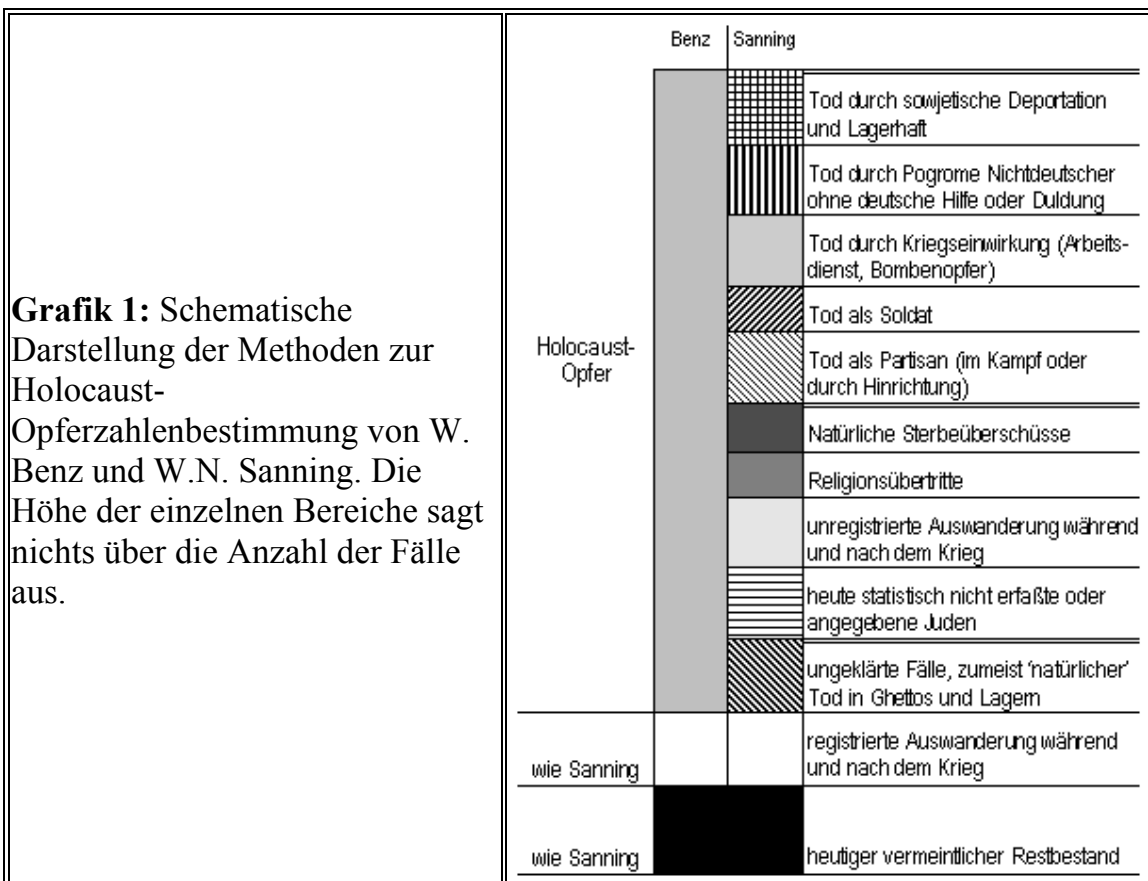 Grafik 1: Schematische
Darstellung der Methoden zur
Holocaust-
Opferzahlenbestimmung von W.
Benz und W.N. Sanning. Die
Höhe der einzelnen Bereiche sagt
nichts über die Anzahl der Fälle
aus.
Benz Sanning
Holocaust-
Opfer
Tod durch sowjetische Deportation
und Lagerhaft
Tod durch Pogrome Nichtdeutscher
ohne deutsche Hilfe oder Duldung
Tod durch Kriegseinwirkung (Arbeits-
dienst, Bombenopfer)
Tod als Soldat
Tod als Partisan (im Kampf oder
durch Hinrichtung)
Natürliche Sterbeüberschüsse
Religionsübertritte
unregistrierte Auswanderung während
und nach dem Krieg
heute statistisch nicht erfaßte oder
angegebene Juden
ungeklärte Fälle, zumeist 'natürlicher'
Tod in Ghettos und Lagern
wie Sanning
registrierte Auswanderung während
und nach dem Krieg
wie Sanning
heutiger vermeintlicher Restbestand